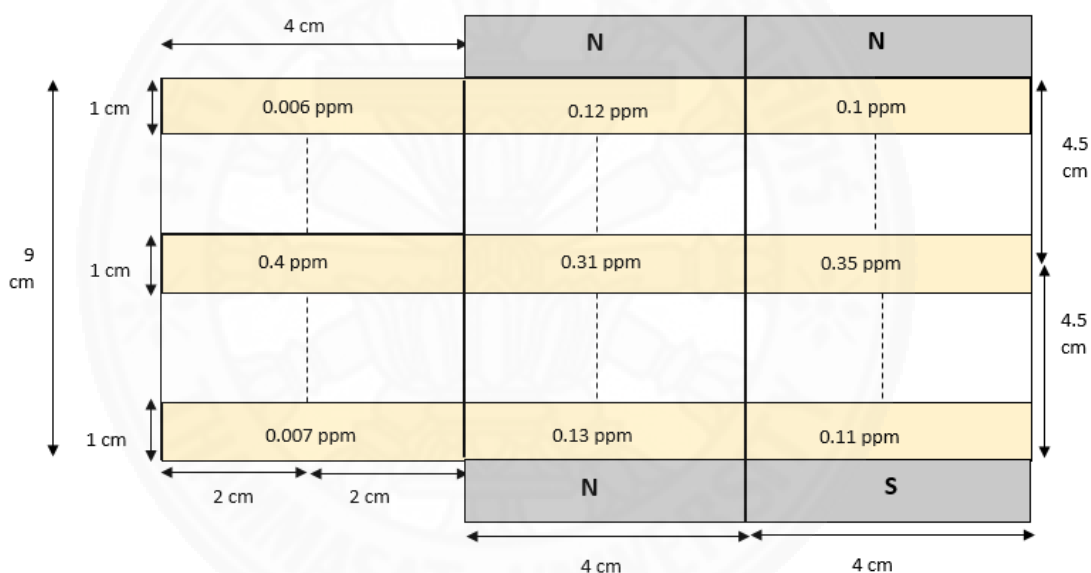 4 cm
N
N
1 cm
0.006 ppm
0.12 ppm
0.1 ppm
4.5
cm
9
cm
1 cm
0.4 ppm
0.31 ppm
0.35 ppm
4.5
cm
1 cm
0.007 ppm
0.13 ppm
0.11 ppm
2 cm
2 cm
N
S
4 cm
4 cm